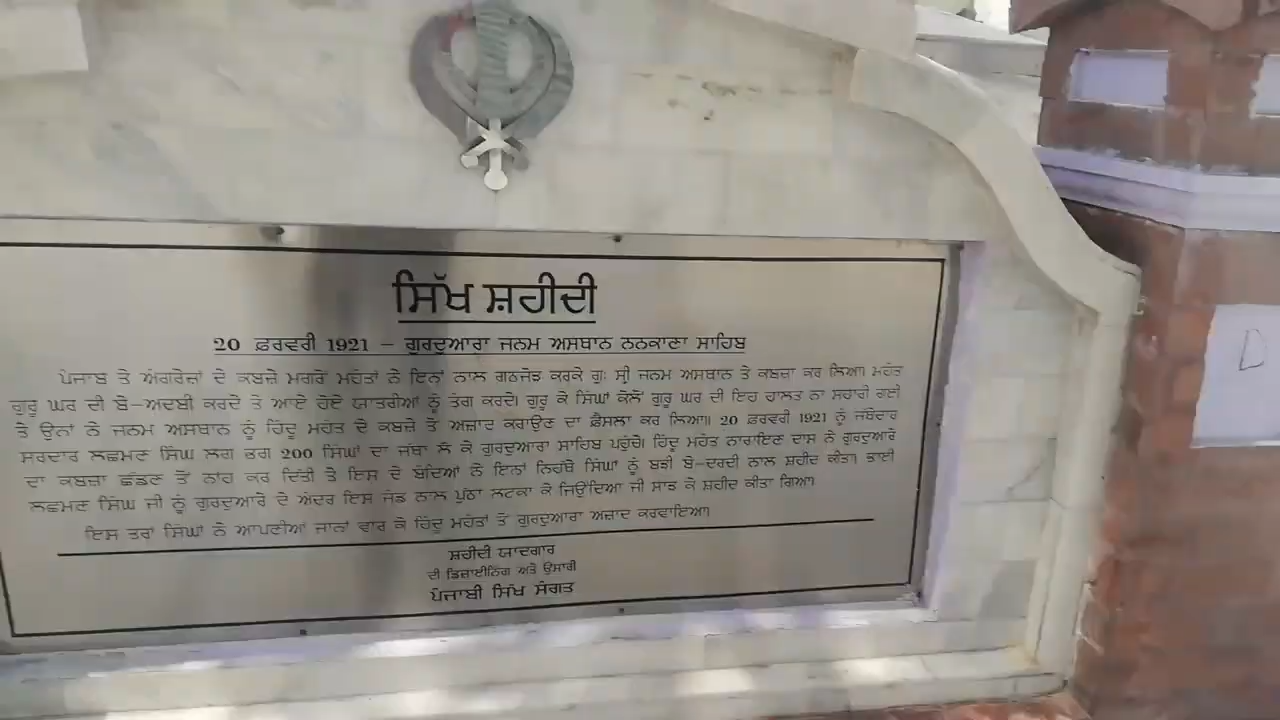 ਸਿੱਖ ਸ਼ਹੀਦੀ
20 ਫ਼ਰਵਰੀ 1921 – ਗੁਰਦੁਆਰਾ ਜਨਮ ਅਸਥਾਨ ਨਨਕਾਣਾ ਸਾਹਿਬ
ਪੰਜਾਬ ਤੇ ਅੰਗਰੇਜ਼ਾਂ ਦੇ ਕਬਜ਼ੇ ਮਗਰੋਂ ਮਹੰਤਾਂ ਨੇ ਇਨਾਂ ਨਾਲ ਗਠਜੋੜ ਕਰਕੇ ਗੁ: ਸ੍ਰੀ ਜਨਮ ਅਸਥਾਨ ਤੇ ਕਬਜ਼ਾ ਕਰ ਲਿਆ। ਮਹੰਤ
ਗੁਰੂ ਘਰ ਦੀ ਬੇ-ਅਦਬੀ ਕਰਦੇ ਤੇ ਆਏ ਹੋਏ ਯਾਤਰੀਆਂ ਨੂੰ ਤੰਗ ਕਰਦੇ। ਗੁਰੂ ਕੇ ਸਿੰਘਾਂ ਕੋਲੋਂ ਗੁਰੂ ਘਰ ਦੀ ਇਹ ਹਾਲਤ ਨਾ ਸਹਾਰੀ ਗਈ
ਤੇ ਉਨਾਂ ਨੇ ਜਨਮ ਅਸਥਾਨ ਨੂੰ ਹਿੰਦੂ ਮਹੰਤ ਦੇ ਕਬਜ਼ੇ ਤੋਂ ਅਜ਼ਾਦ ਕਰਾਉਣ ਦਾ ਫ਼ੈਸਲਾ ਕਰ ਲਿਆ। 20 ਫ਼ਰਵਰੀ 1921 ਨੂੰ ਜਥੇਦਾਰ
ਸਰਦਾਰ ਲਛਮਣ ਸਿੰਘ ਲਗ ਭਗ 200 ਸਿੰਘਾਂ ਦਾ ਜੱਥਾ ਲੈ ਕੇ ਗੁਰਦੁਆਰਾ ਸਾਹਿਬ ਪਹੁੰਚੇ। ਹਿੰਦੂ ਮਹੰਤ ਨਾਰਾਇਣ ਦਾਸ ਨੇ ਗੁਰਦੁਆਰੇ
ਦਾ ਕਬਜ਼ਾ ਛੱਡਣ ਤੋਂ ਨਾਂਹ ਕਰ ਦਿੱਤੀ ਤੇ ਇਸ ਦੇ ਬੰਦਿਆਂ ਨੇ ਇਨਾਂ ਨਿਹੱਥੇ ਸਿੰਘਾਂ ਨੂੰ ਬੜੀ ਬੇ-ਦਰਦੀ ਨਾਲ ਸ਼ਹੀਦ ਕੀਤਾ। ਭਾਈ
ਲਛਮਣ ਸਿੰਘ ਜੀ ਨੂੰ ਗੁਰਦੁਆਰੇ ਦੇ ਅੰਦਰ ਇਸ ਜੰਡ ਨਾਲ ਪੁੱਠਾ ਲਟਕਾ ਕੇ ਜਿਉਂਦਿਆਂ ਜੀ ਸਾੜ ਕੇ ਸ਼ਹੀਦ ਕੀਤਾ ਗਿਆ।
ਇਸ ਤਰਾਂ ਸਿੰਘਾਂ ਨੇ ਆਪਣੀਆਂ ਜਾਨਾਂ ਵਾਰ ਕੇ ਹਿੰਦੂ ਮਹੰਤਾਂ ਤੋਂ ਗੁਰਦੁਆਰਾ ਅਜ਼ਾਦ ਕਰਵਾਇਆ।
ਸ਼ਹੀਦੀ ਯਾਦਗਾਰ
ਦੀ ਡਿਜ਼ਾਈਨਿੰਗ ਅਤੇ ਉਸਾਰੀ
ਪੰਜਾਬੀ ਸਿੱਖ ਸੰਗਤ
D